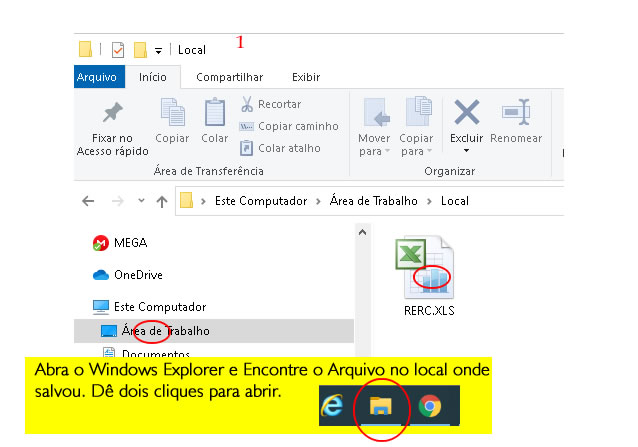 1
Local
Arquivo Início Compartilhar Exibir
Fixar no
Acesso rápido
Copiar
Colar
Recortar
Copiar caminho
Colar atalho
Mover
para
Copiar
para
Excluir
Renomear
Área de Transferência
Organizar
Este Computador Área de Trabalho Local
MEGA
OneDrive
Este Computador
Área de Trabalho
Documentos
RERC.XLS
Abra o Windows Explorer e Encontre o Arquivo no local onde
salvou. Dê dois cliques para abrir.